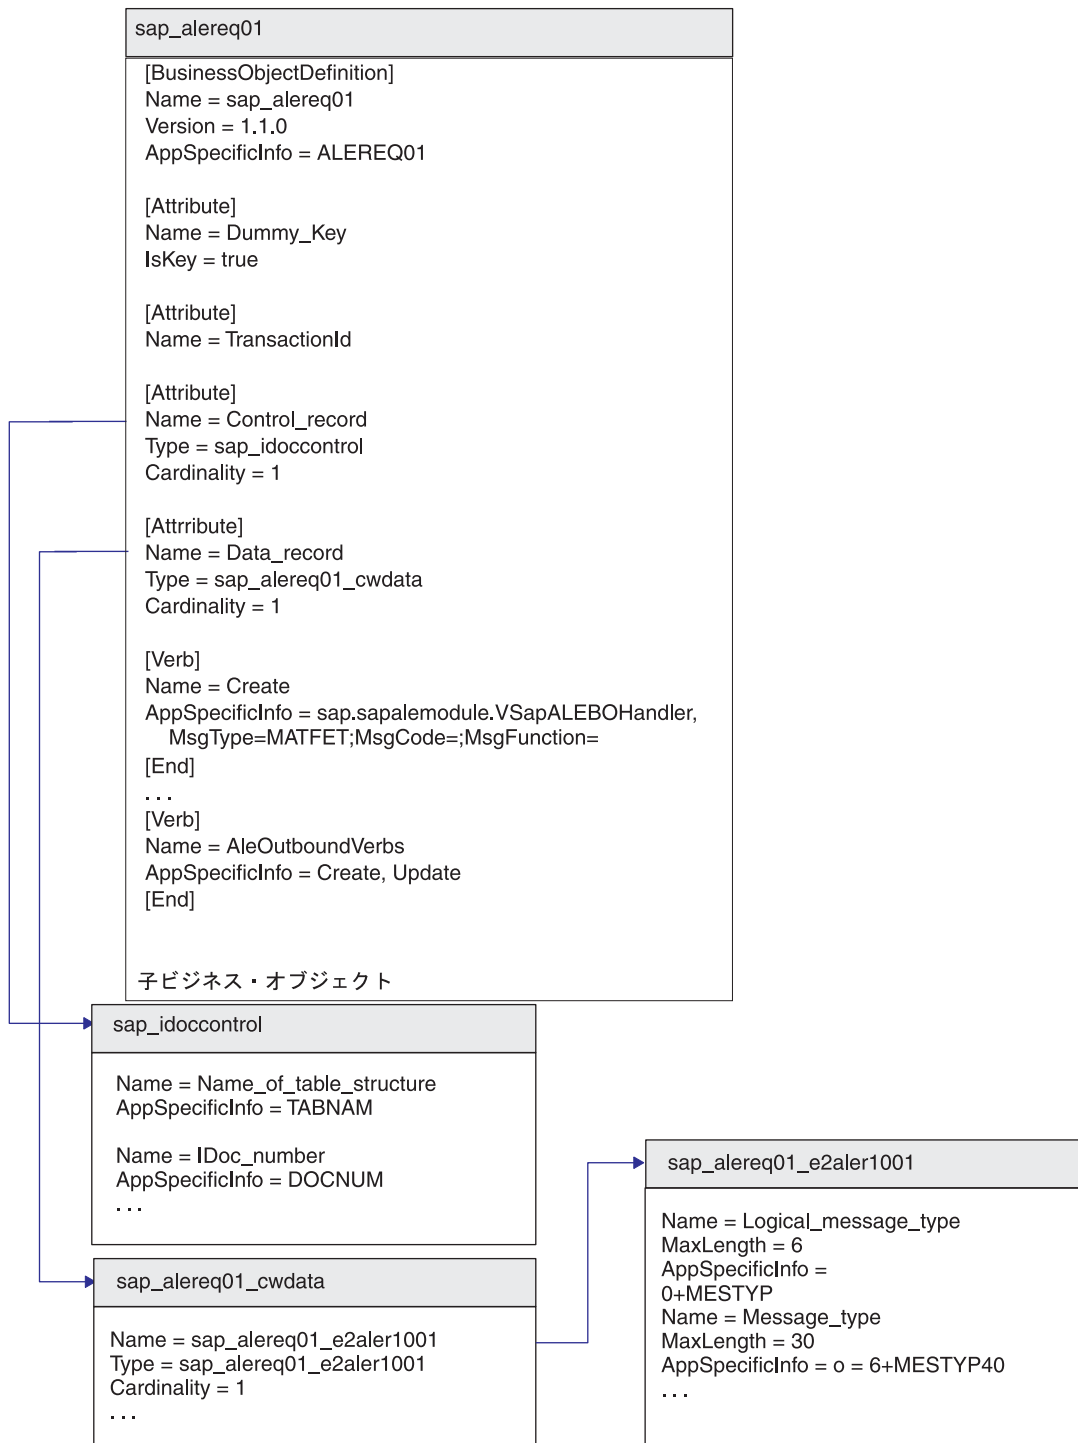 sap_alereq01
[BusinessObjectDefinition]
Name = sap_alereq01
Version = 1.1.0
AppSpecificInfo = ALEREQ01
[Attribute]
Name = Dummy_Key
IsKey = true
[Attribute]
Name = TransactionId
[Attribute]
Name = Control_record
Type = sap_idoccontrol
Cardinality = 1
[Attrribute]
Name = Data_record
Type = sap_alereq01_cwdata
Cardinality = 1
[Verb]
Name = Create
AppSpecificInfo = sap.sapalemodule.VSapALEBOHandler,
MsgType=MATFET;MsgCode=;MsgFunction=
[End]
. . .
[Verb]
Name = AleOutboundVerbs
AppSpecificInfo = Create, Update
[End]
子ビジネス・オブジェクト
sap_idoccontrol
Name = Name_of_table_structure
AppSpecificInfo = TABNAM
Name = IDoc_number
AppSpecificInfo = DOCNUM
. . .
sap_alereq01_cwdata
Name = sap_alereq01_e2aler1001
Type = sap_alereq01_e2aler1001
Cardinality = 1
. . .
sap_alereq01_e2aler1001
Name = Logical_message_type
MaxLength = 6
AppSpecificInfo =
0+MESTYP
Name = Message_type
MaxLength = 30
AppSpecificInfo = o = 6+MESTYP40
. . .